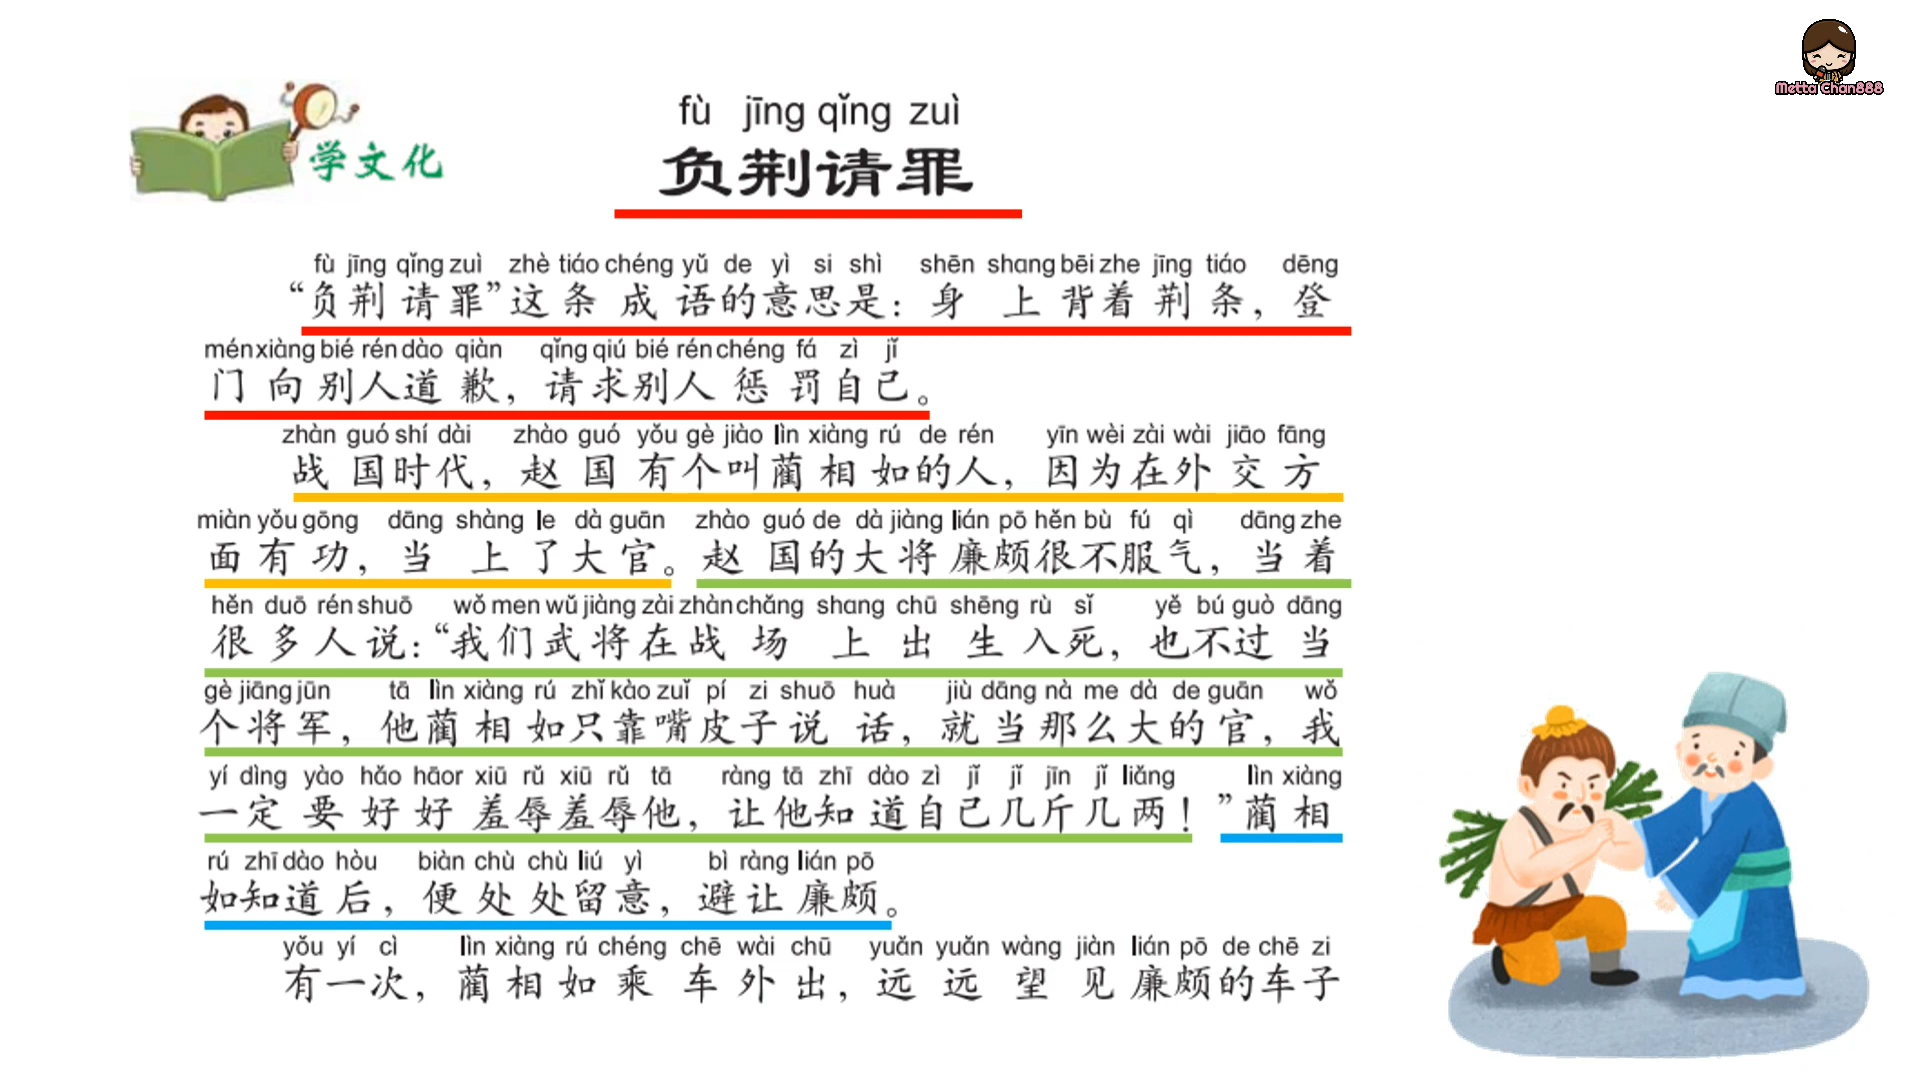 Metta Chan888
学文化
fù jīng qǐng zuì
负荆请罪
fù jīng qǐng zuì zhè tiáo chéng yǔ de yì si shì shēn shang bēi zhe jīng tiáo dēng
“负荆请罪”这条成语的意思是：身上背着荆条，登
mén xiàng bié rén dào qiàn qǐng qiú bié rén chéng fá zì jǐ
门向别人道歉，请求别人惩罚自己。
zhàn guó shí dài zhào guó yǒu gè jiào lìn xiàng rú de rén yīn wèi zài wài jiāo fāng
战国时代，赵国有个叫蔺相如的人，因为在外交方
miàn yǒu gōng dāng shàng le dà guān zhào guó de dà jiàng lián pō hěn bù fú qì dāng zhe
面有功，当上了大官。赵国的大将廉颇很不服气，当着
hěn duō rén shuō wǒ men wǔ jiàng zài zhàn chǎng shang chū shēng rù sǐ yě bú guò dāng
很多人说：“我们武将在战场上出生入死，也不过当
gè jiāng jūn tā lìn xiàng rú zhǐ kào zuǐ pí zi shuō huà jiù dāng nà me dà de guān wǒ
个将军，他蔺相如只靠嘴皮子说话，就当那么大的官，我
yí dìng yào hǎo hāor xiū rǔ xiū rǔ tā ràng tā zhī dào zì jǐ jǐ jīn jǐ liǎng lìn xiàng
一定要好好羞辱羞辱他，让他知道自己几斤几两！”蔺相
rú zhī dào hòu biàn chù chù liú yì bì ràng lián pō
如知道后，便处处留意，避让廉颇。
yǒu yí cì lìn xiàng rú chéng chē wài chū yuǎn yuǎn wàng jiàn lián pō de chē zi
有一次，蔺相如乘车外出，远远望见廉颇的车子